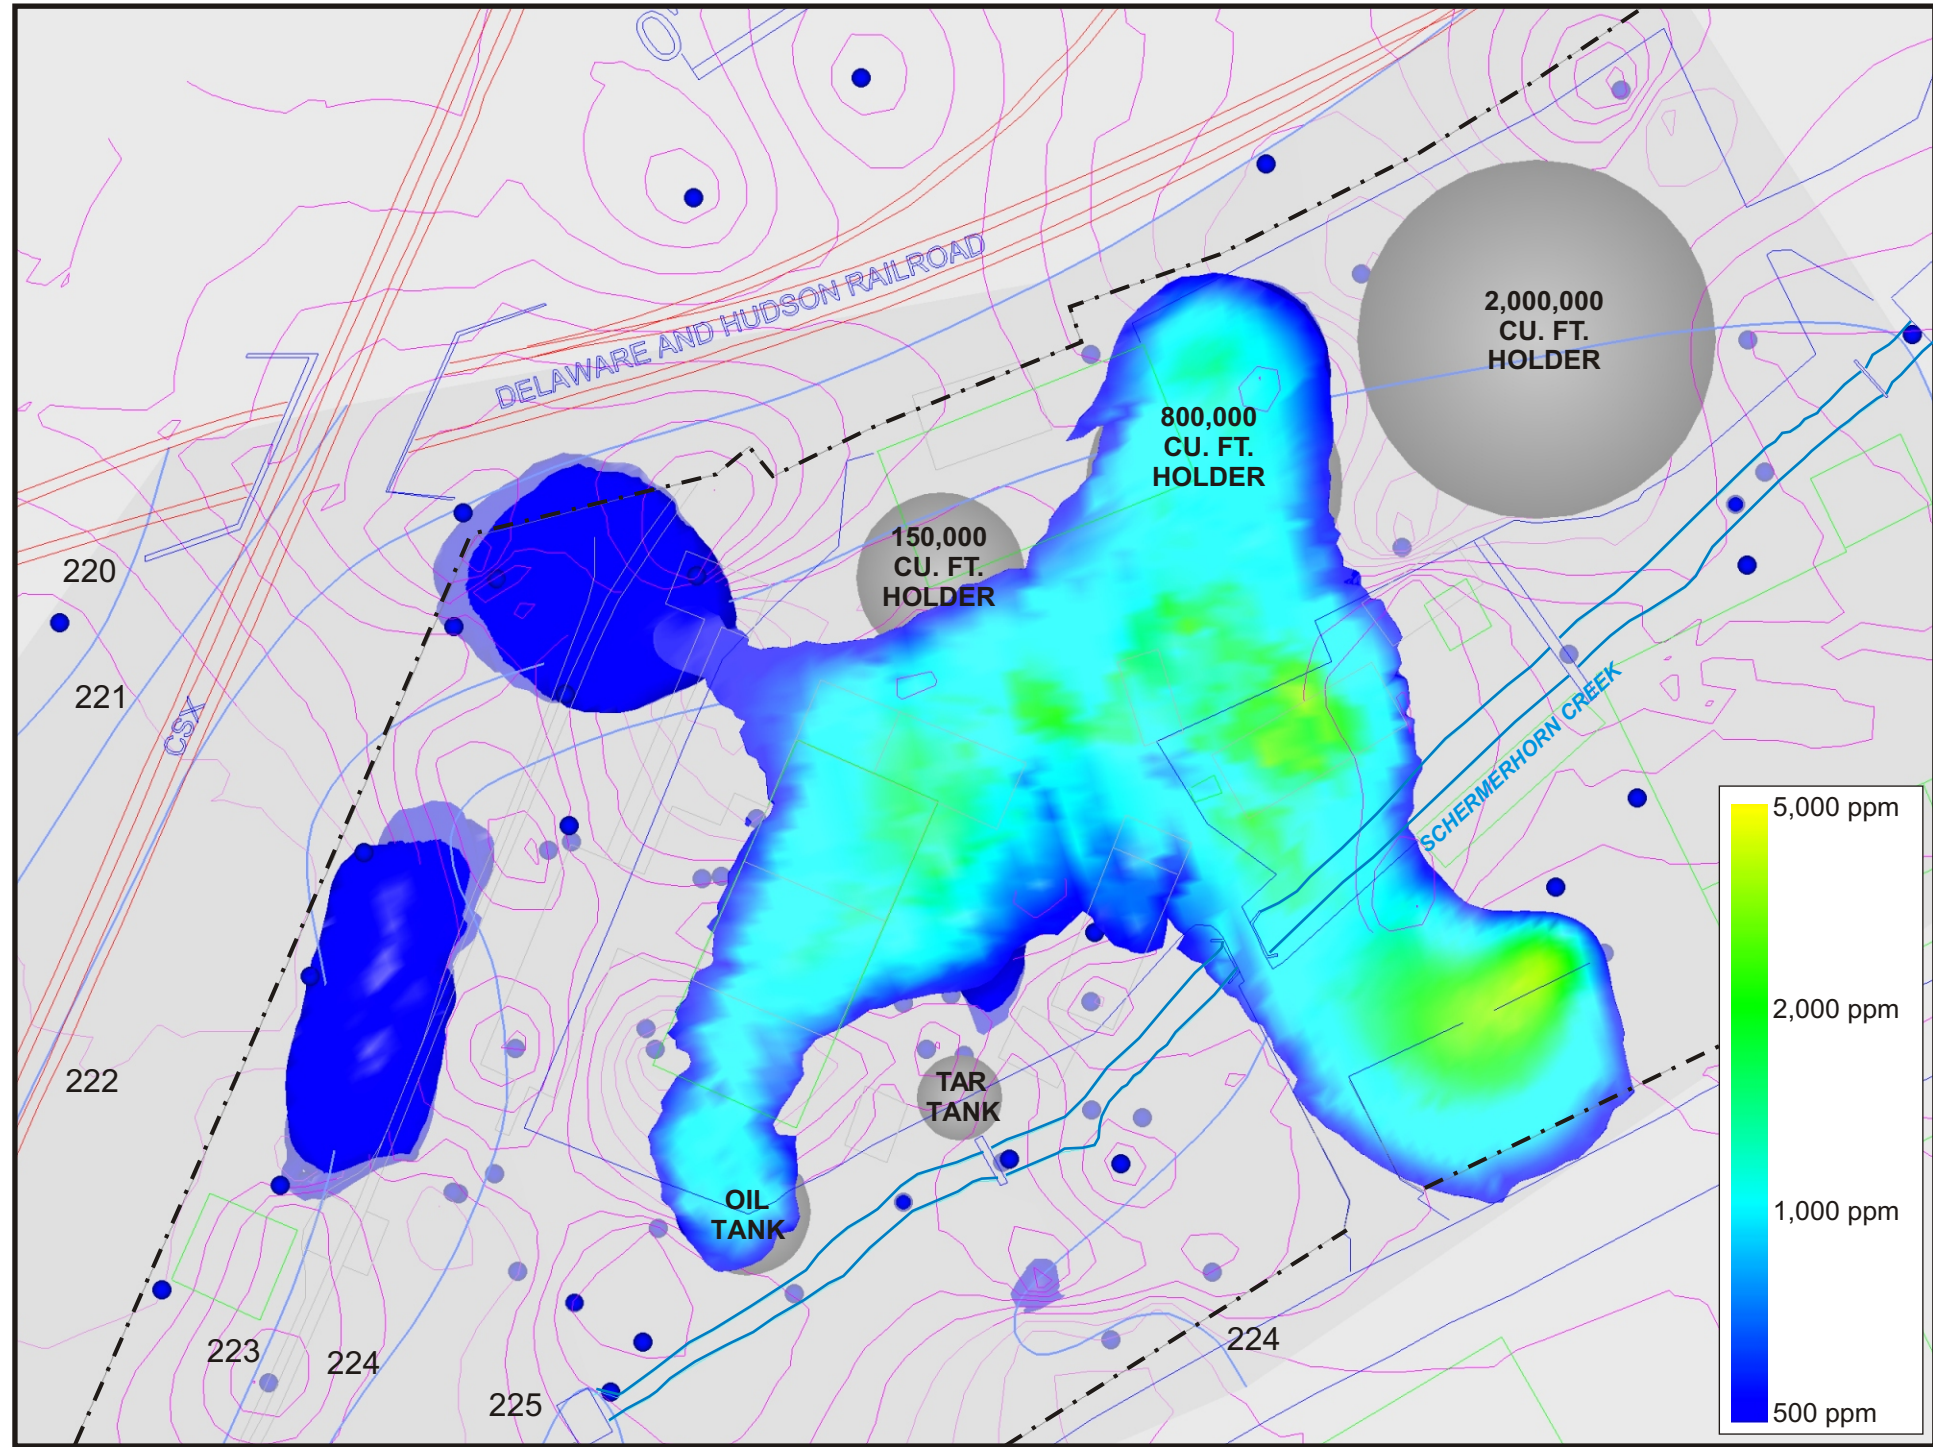 DELAWARE AND HUDSON RAILROAD
2,000,000
CU. FT.
HOLDER
800,000
CU. FT.
HOLDER
150,000
CU. FT.
HOLDER
220
221
CSX
SCHERMERHORN CREEK
5,000 ppm
2,000 ppm
1,000 ppm
500 ppm
222
TAR
TANK
OIL
TANK
223
224
224
225